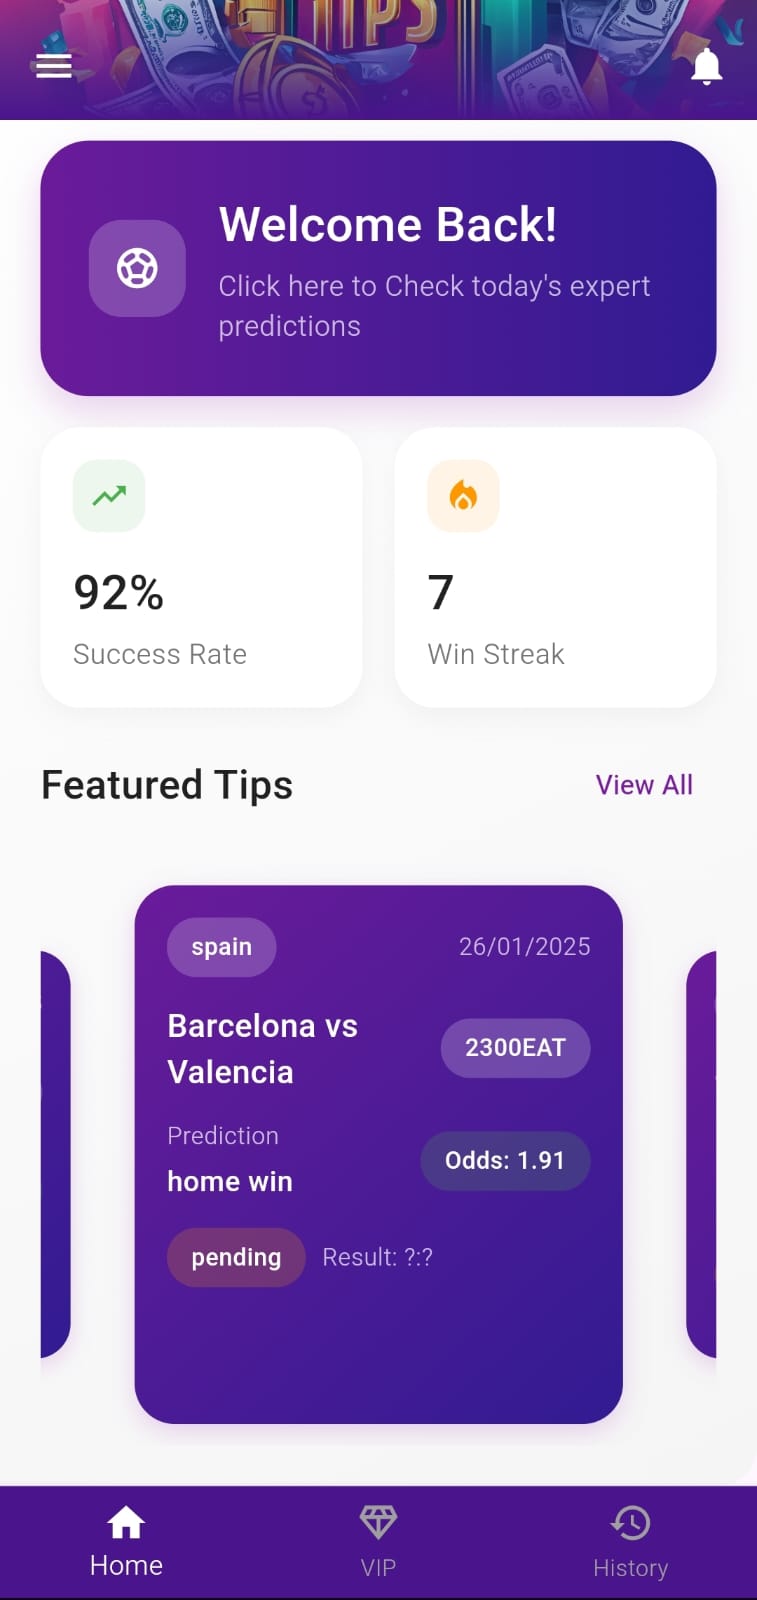 TIPS
Welcome Back!
Click here to Check today's expert
predictions
92%
Success Rate
7
Win Streak
Featured Tips
View All
spain
26/01/2025
Barcelona vs
Valencia
2300EAT
Prediction
home win
Odds: 1.91
pending
Result: ?:?
Home
VIP
History